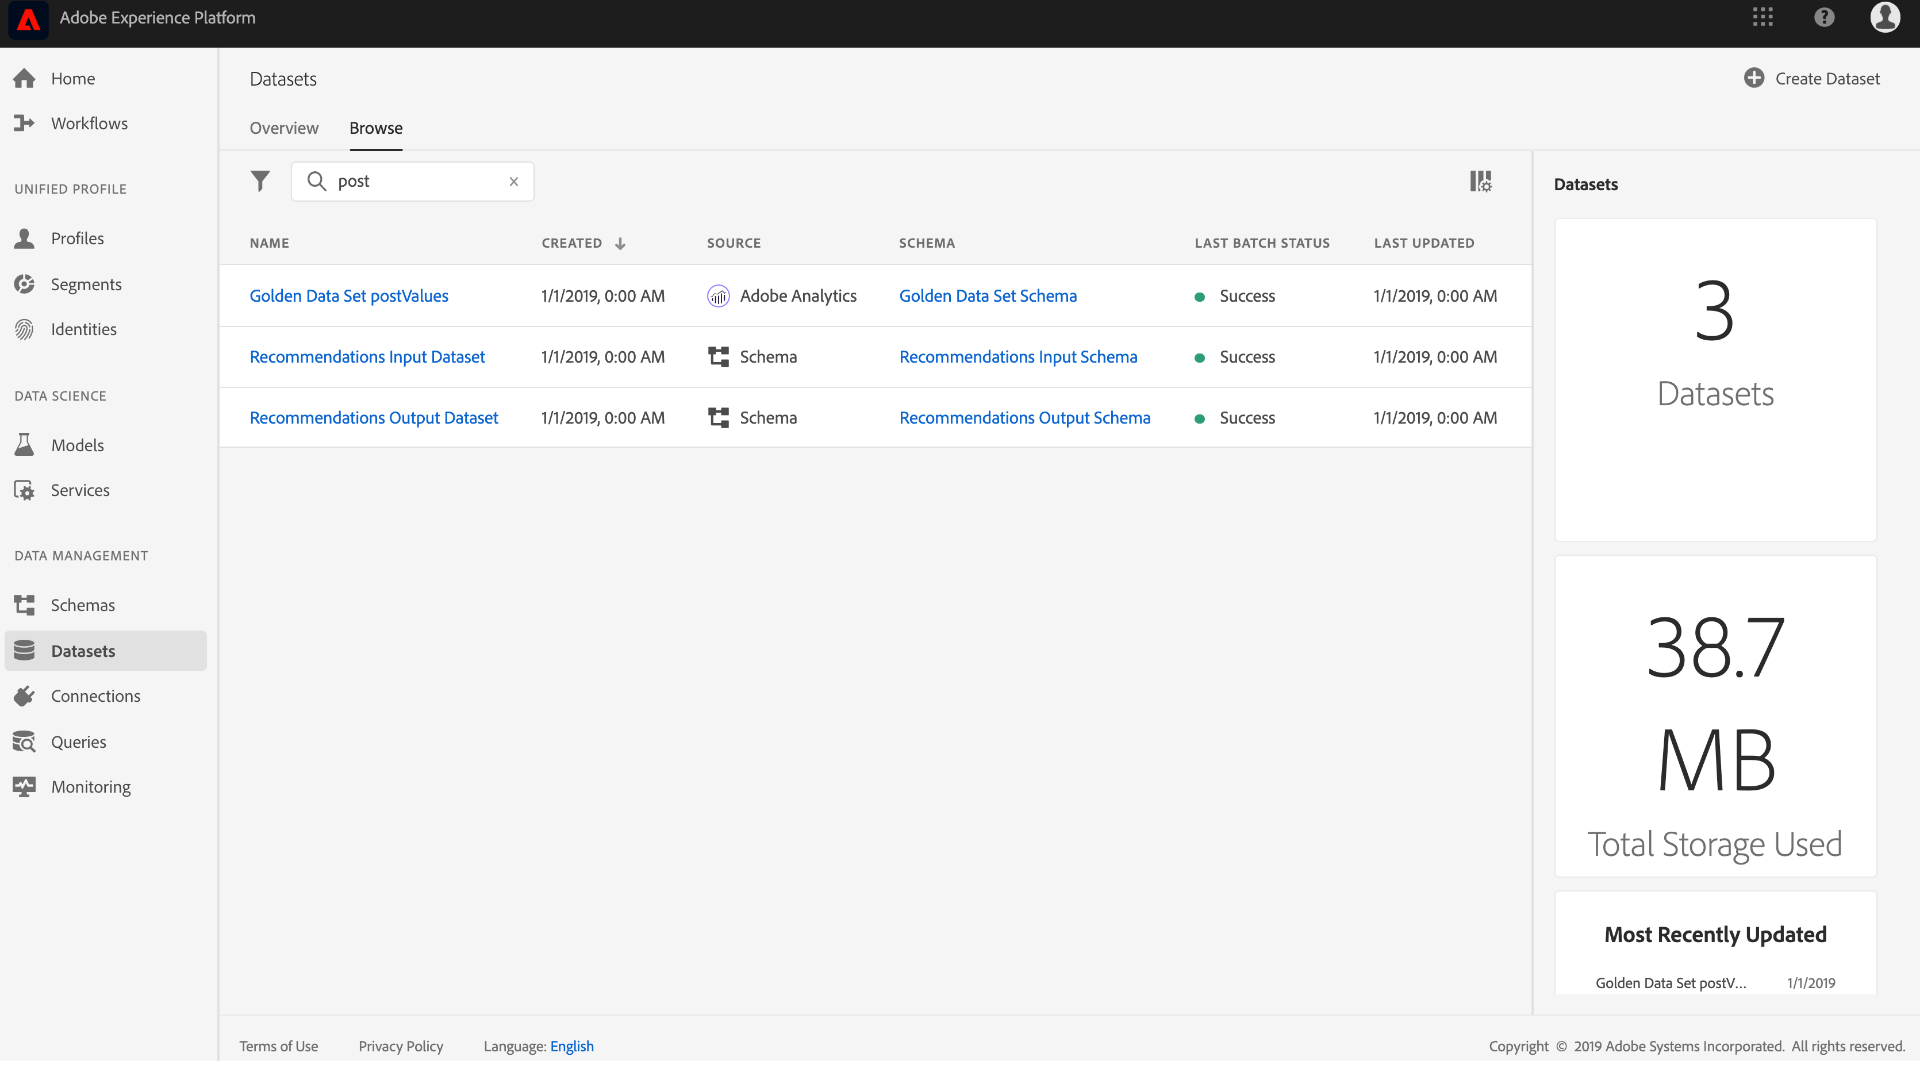 Adobe Experience Platform
Home
Workflows
UNIFIED PROFILE
Profiles
Segments
Identities
DATA SCIENCE
Models
Services
DATA MANAGEMENT
Schemas
Datasets
Connections
Queries
Monitoring
Datasets
Create Dataset
Overview Browse
post
NAME CREATED SOURCE SCHEMA LAST BATCH STATUS LAST UPDATED
Golden Data Set postValues 1/1/2019, 0:00 AM Adobe Analytics Golden Data Set Schema Success 1/1/2019, 0:00 AM
Recommendations Input Dataset 1/1/2019, 0:00 AM Schema Recommendations Input Schema Success 1/1/2019, 0:00 AM
Recommendations Output Dataset 1/1/2019, 0:00 AM Schema Recommendations Output Schema Success 1/1/2019, 0:00 AM
Datasets
3
Datasets
38.7
MB
Total Storage Used
Most Recently Updated
Golden Data Set postV... 1/1/2019
Terms of Use Privacy Policy Language: English
Copyright © 2019 Adobe Systems Incorporated. All rights reserved.